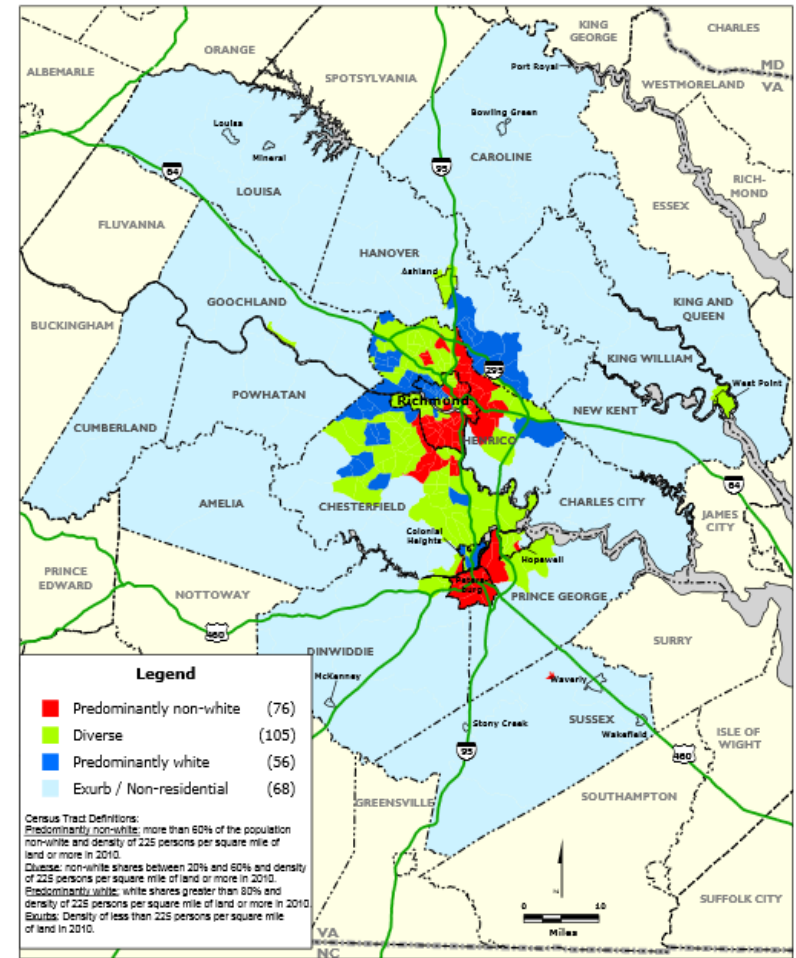 KING
GEORGE
CHARLES
ORANGE
ALBEMARLE
SPOTSYLVANIA
Port Royal
MD
VA
WESTMORELAND
Louisa
Bowling Green
Mineral
CAROLINE
95
64
LOUISA
RICH-
MOND
ESSEX
FLUVANNA
HANOVER
Ashland
GOOCHLAND
KING AND
QUEEN
BUCKINGHAM
KING WILLIAM
295
West Point
POWHATAN
Richmond
NEW KENT
CUMBERLAND
HENRICO
64
AMELIA
CHESTERFIELD
CHARLES CITY
JAMES
CITY
Colonial
Heights
Hopewell
PRINCE
EDWARD
NOTTOWAY
Peters-
burg
PRINCE GEORGE
460
SURRY
DINWIDDIE
McKenney
Waverly
SUSSEX
Stony Creek
Wakefield
ISLE OF
WIGHT
95
460
GREENSVILLE
SOUTHAMPTON
SUFFOLK CITY
N
0 10
Miles
VA
NC
Legend
Predominantly non-white (76)
Diverse (105)
Predominantly white (56)
Exurb / Non-residential (68)
Census Tract Definitions:
Predominantly non-white: more than 60% of the population
non-white and density of 225 persons per square mile of
land or more in 2010.
Diverse: non-white shares between 20% and 60% and density
of 225 persons per square mile of land or more in 2010.
Predominantly white: white shares greater than 80% and
density of 225 persons per square mile of land or more in 2010.
Exurbs: Density of less than 225 persons per square mile
of land in 2010.